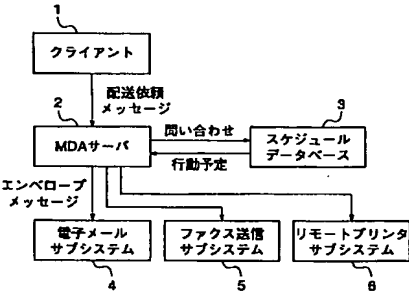 1
クライアント
配送依頼
メッセージ
2
MDAサーバ
問い合わせ
行動予定
3
スケジュール
データベース
エンベロープ
メッセージ
電子メール
サブシステム
4
ファクス送信
サブシステム
5
リモートプリンタ
サブシステム
6